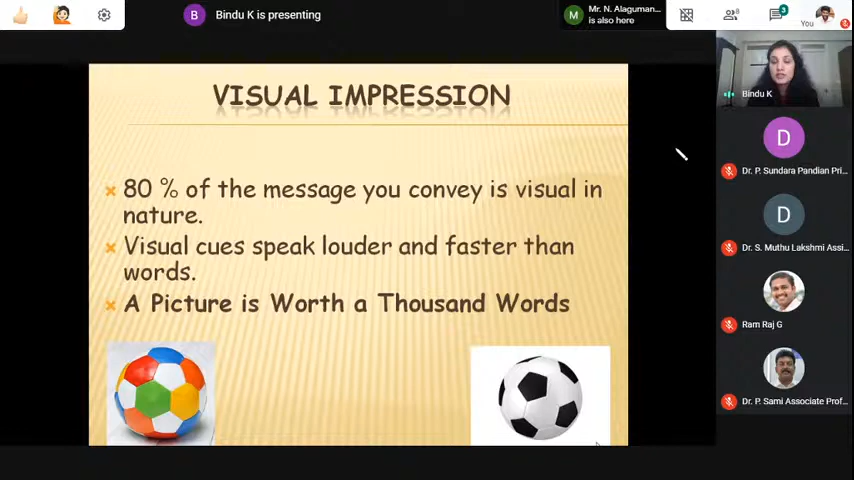 B
Bindu K is presenting
M
Mr. N. Alaguman...
is also here
8
3
You
VISUAL IMPRESSION
80 % of the message you convey is visual in
nature.
Visual cues speak louder and faster than
words.
A Picture is Worth a Thousand Words
Bindu K
D
Dr. P. Sundara Pandian Pri...
D
Dr. S. Muthu Lakshmi Assi...
Ram Raj G
Dr. P. Sami Associate Prof...